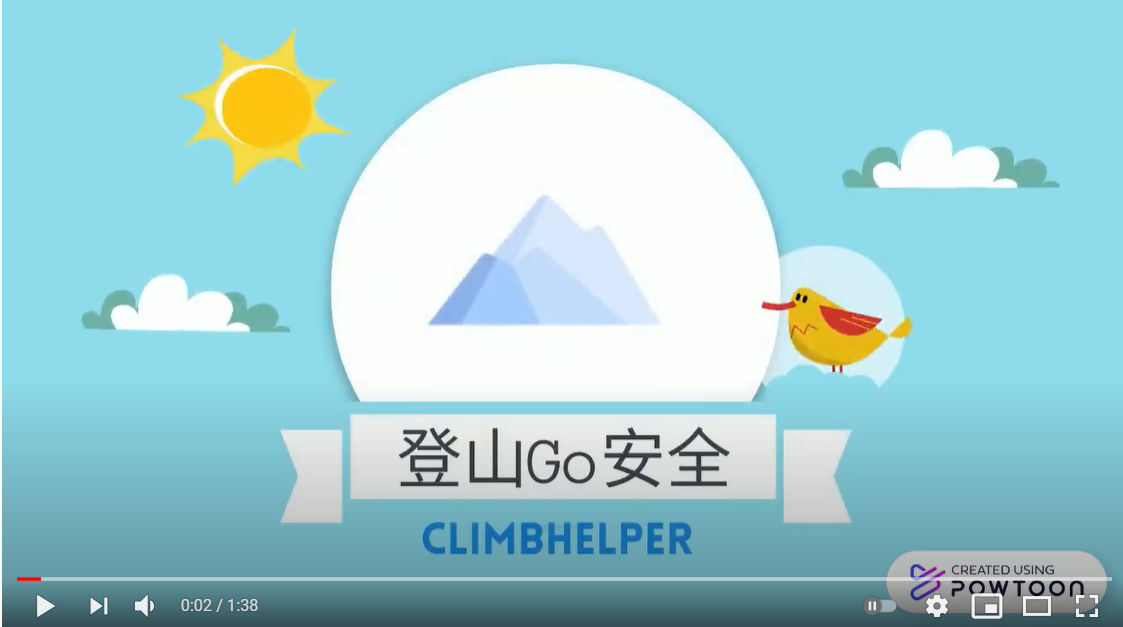 登山Go安全
CLIMBHELPER
CREATED USING
POWTOON
0:02 / 1:38